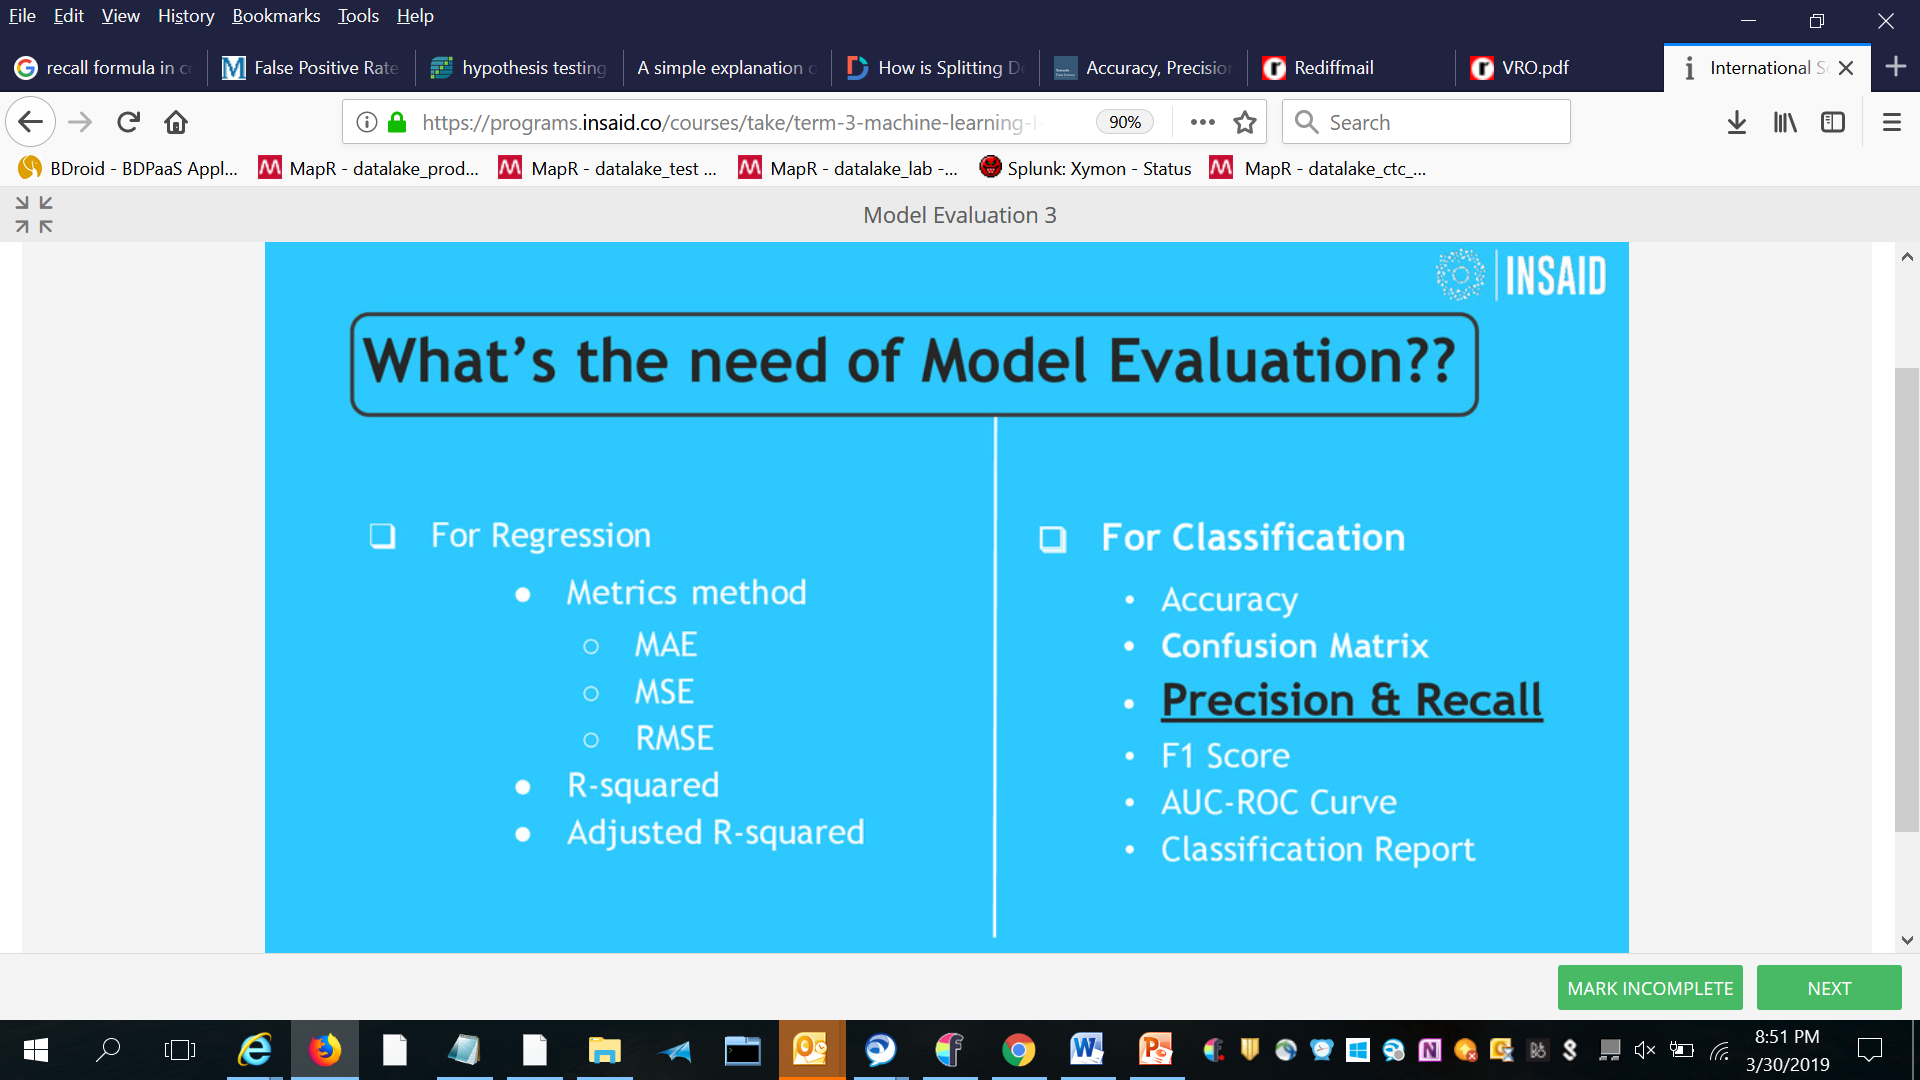 File Edit View History Bookmarks Tools Help
recall formula in co
False Positive Rate
hypothesis testing
A simple explanation o
How is Splitting De
Accuracy, Precision
Rediffmail
VRO.pdf
International Sc
https://programs.insaid.co/courses/take/term-3-machine-learning-l
90%
Search
BDroid - BDPaaS Appl...
MapR - datalake_prod...
MapR - datalake_test ...
MapR - datalake_lab -...
Splunk: Xymon - Status
MapR - datalake_ctc_...
Model Evaluation 3
INSAID
What's the need of Model Evaluation??
For Regression
Metrics method
MAE
MSE
RMSE
R-squared
Adjusted R-squared
For Classification
Accuracy
Confusion Matrix
Precision & Recall
F1 Score
AUC-ROC Curve
Classification Report
MARK INCOMPLETE
NEXT
8:51 PM
3/30/2019